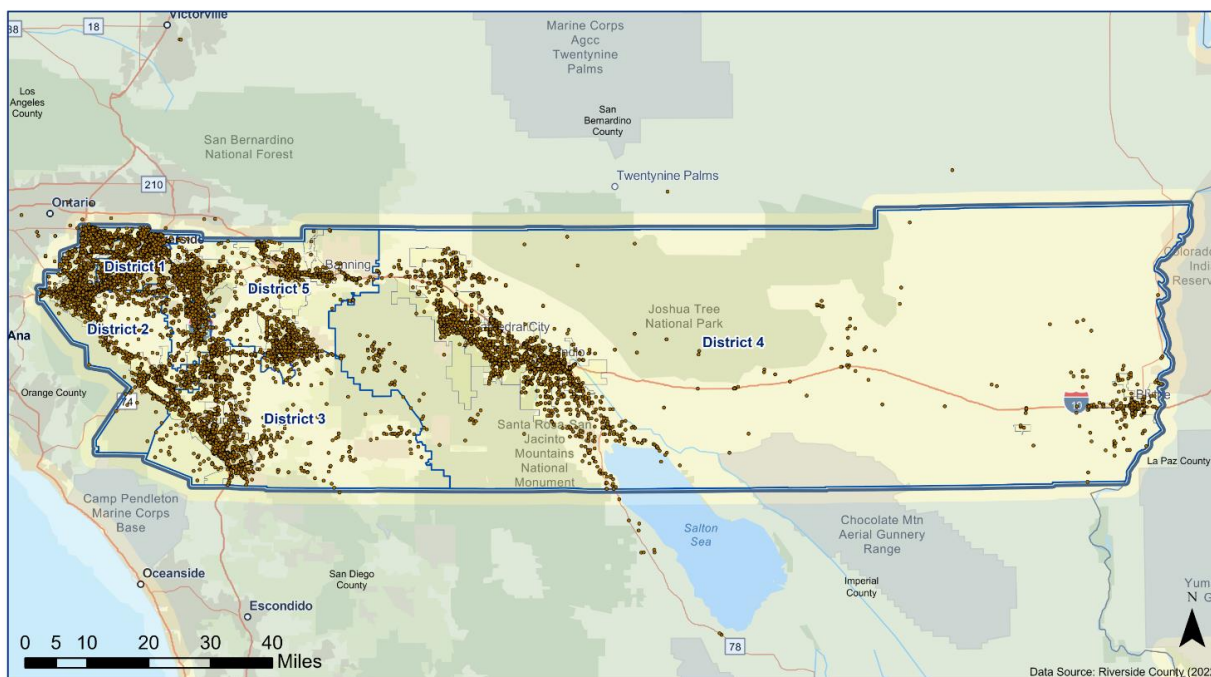 Victorville
18
Marine Corps
Agcc
Twentynine
Palms
Los
Angeles
County
San
Bernardino
County
San Bernardino
National Forest
210
Twentynine Palms
Ontario
District 1
Banning
District 5
Joshua Tree
National Park
District 2
District 4
Ana
Orange County
74
District 3
10
Santa Rosa San
Jacinto
Mountains
National
Monument
La Paz County
Camp Pendleton
Marine Corps
Base
Salton
Sea
Chocolate Mtn
Aerial Gunnery
Range
Oceanside
San Diego
County
Imperial
County
Escondido
N
0 5 10 20 30 40
Miles
78
Data Source: Riverside County